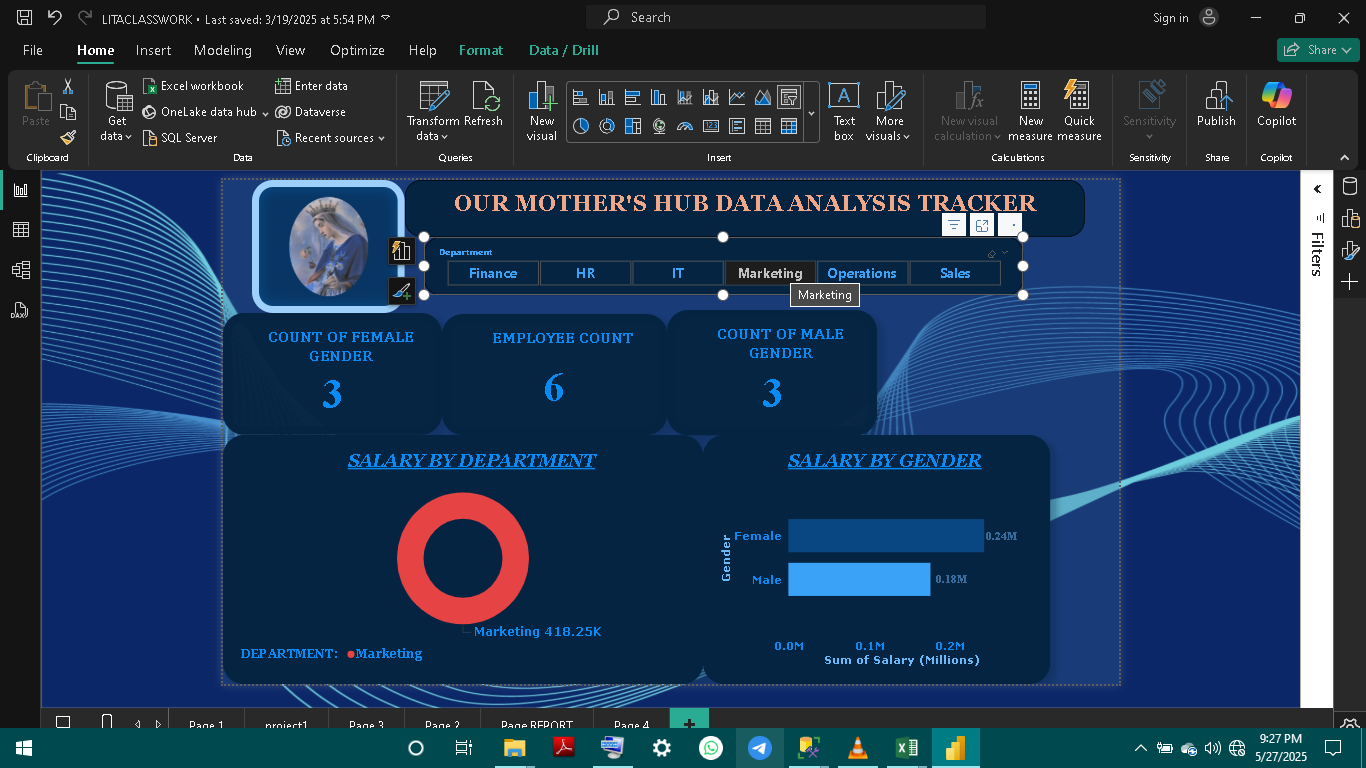 LITACLASSWORK • Last saved: 3/19/2025 at 5:54 PM
Search
Sign in
File
Home
Insert
Modeling
View
Optimize
Help
Format
Data / Drill
Share
Paste
Clipboard
Get data
Excel workbook
OneLake data hub
SQL Server
Enter data
Dataverse
Recent sources
Data
Transform data
Refresh
Queries
New visual
Text box
More visuals
Insert
New visual calculation
New measure
Quick measure
Calculations
Sensitivity
Sensitivity
Publish
Share
Copilot
Copilot
OUR MOTHER'S HUB DATA ANALYSIS TRACKER
Department
Finance
HR
IT
Marketing
Operations
Sales
Marketing
COUNT OF FEMALE
GENDER
3
EMPLOYEE COUNT
6
COUNT OF MALE
GENDER
3
SALARY BY DEPARTMENT
Marketing 418.25K
DEPARTMENT: Marketing
SALARY BY GENDER
Gender
Female
0.24M
Male
0.18M
0.0M
0.1M
0.2M
Sum of Salary (Millions)
Filters
DAX
Page 1
project1
Page 3
Page 2
Page REPORT
Page 4
9:27 PM
5/27/2025